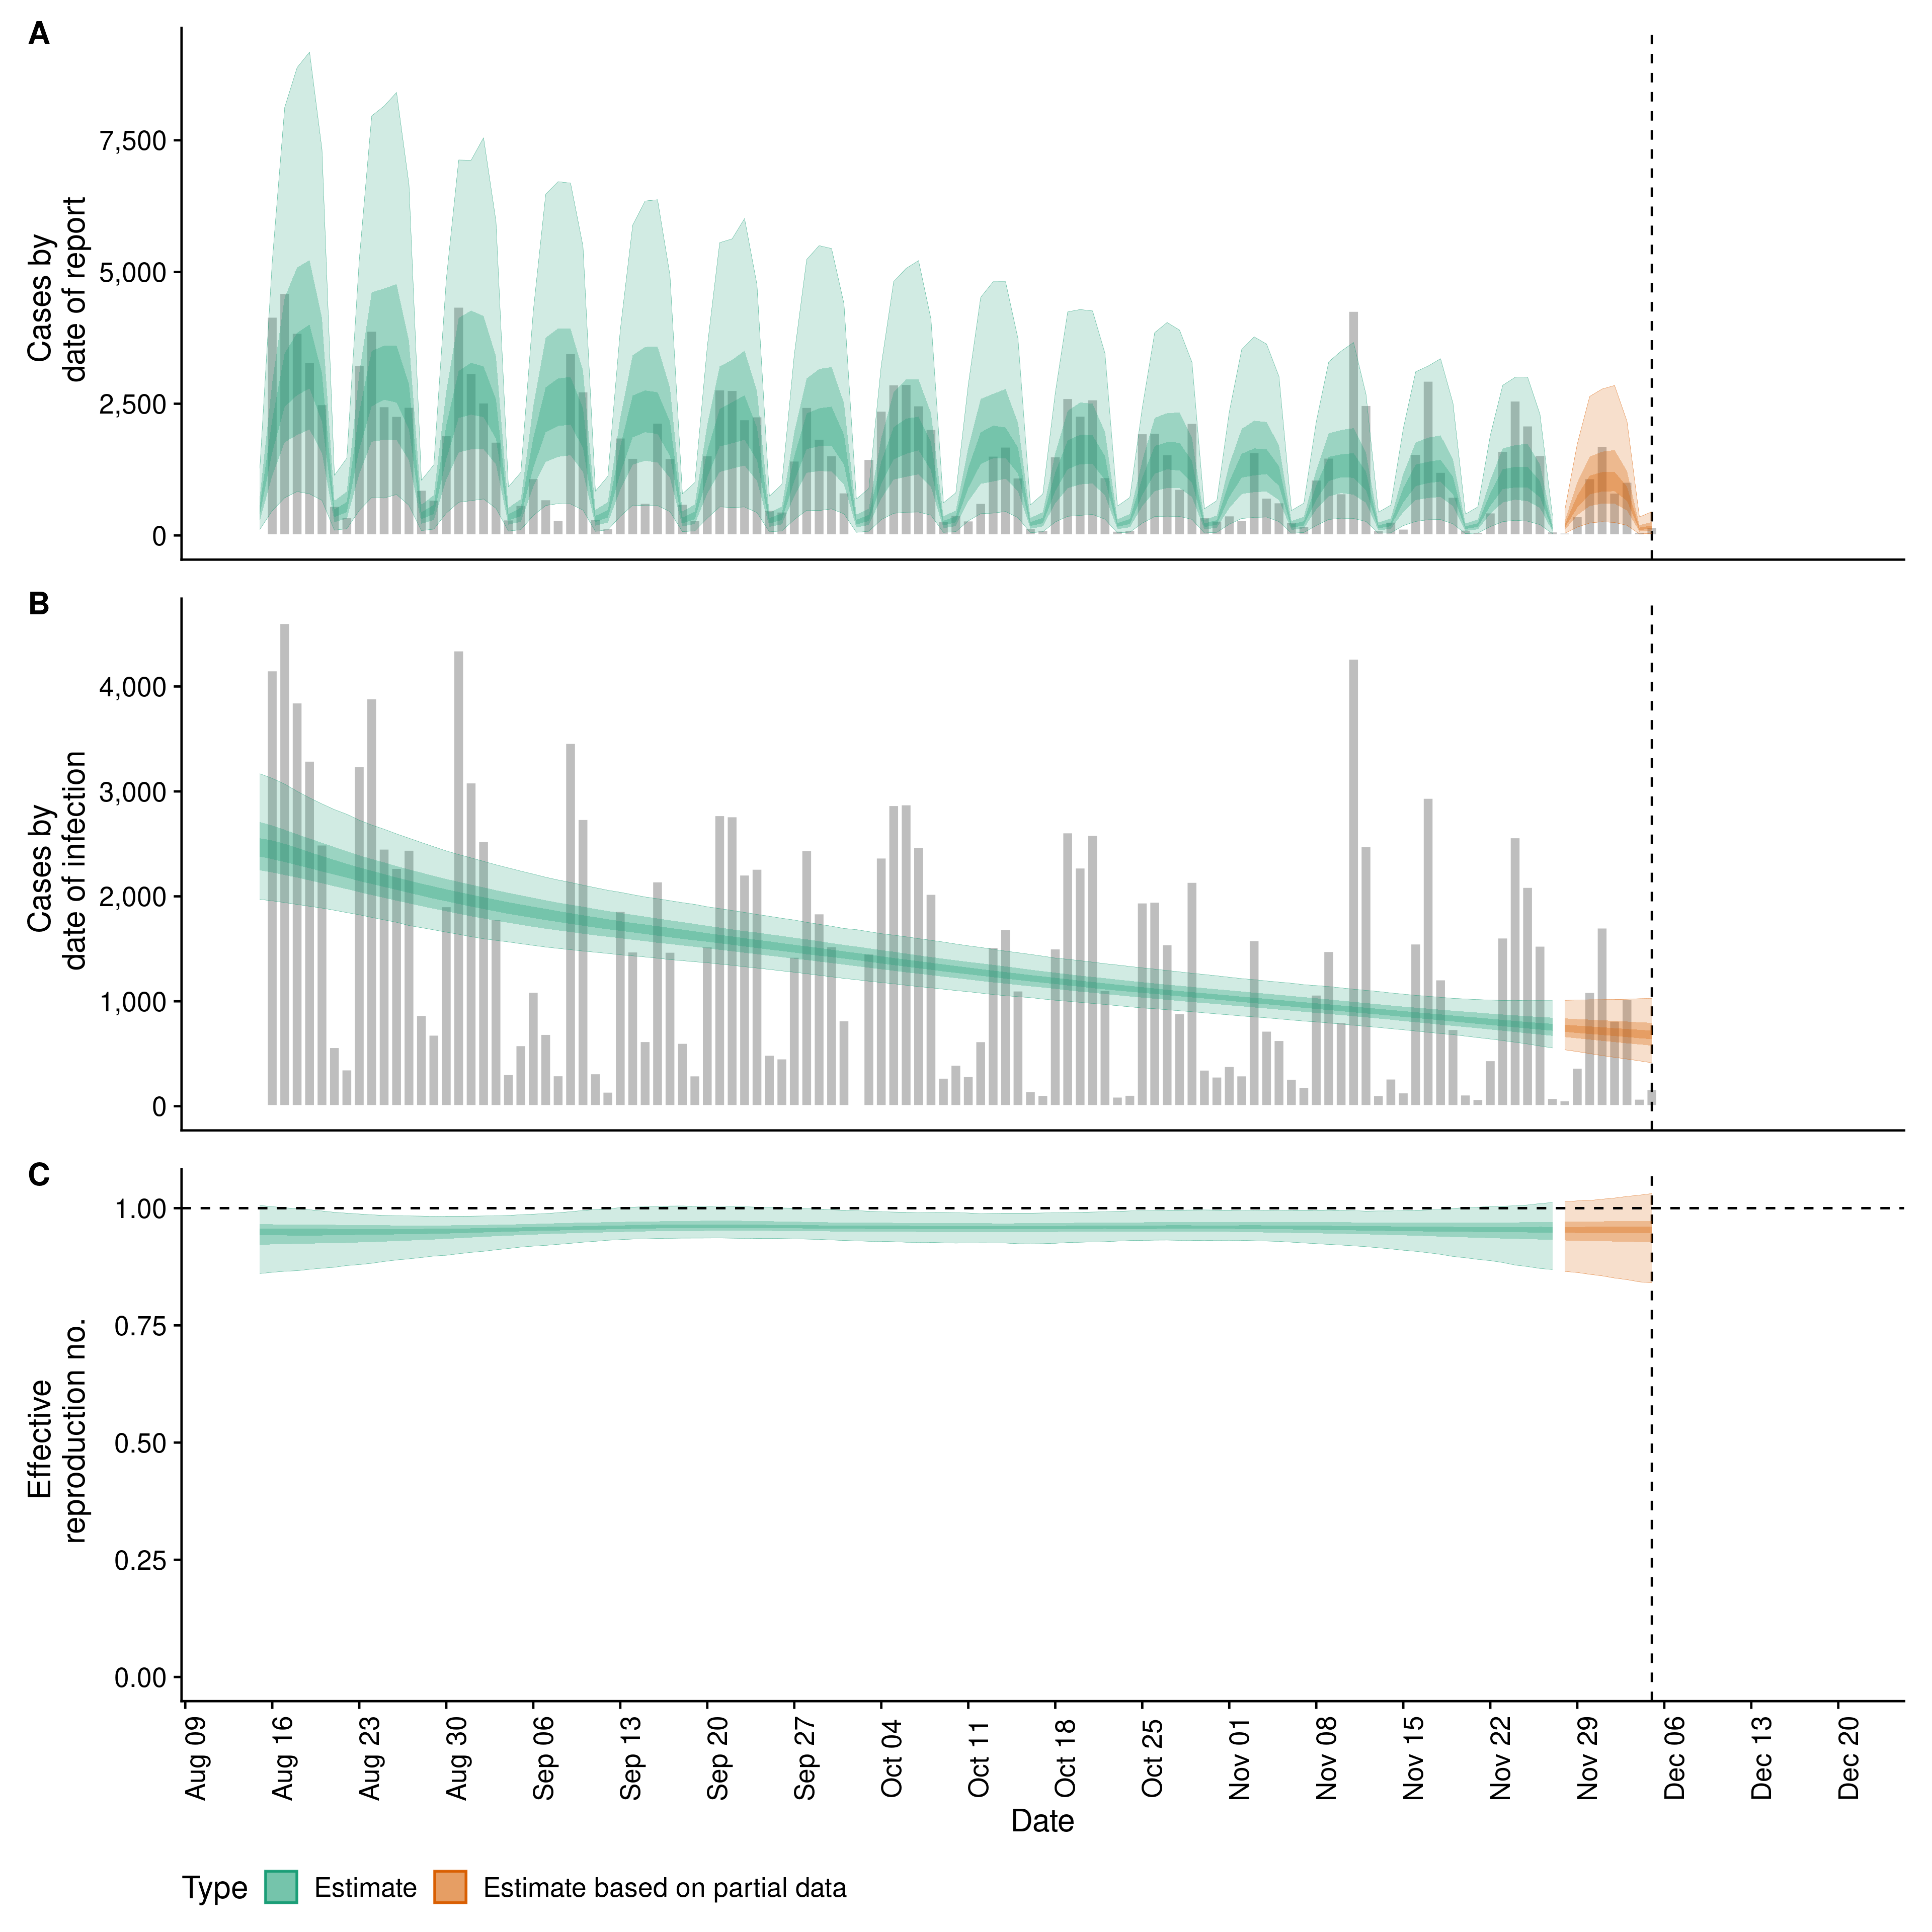 A
Cases by
date of report
7,500
5,000
2,500
0
B
Cases by
date of infection
4,000
3,000
2,000
1,000
0
C
Effective
reproduction no.
1.00
0.75
0.50
0.25
0.00
Aug 09
Aug 16
Aug 23
Aug 30
Sep 06
Sep 13
Sep 20
Sep 27
Oct 04
Oct 11
Oct 18
Oct 25
Nov 01
Nov 08
Nov 15
Nov 22
Nov 29
Dec 06
Dec 13
Dec 20
Date
Type Estimate Estimate based on partial data